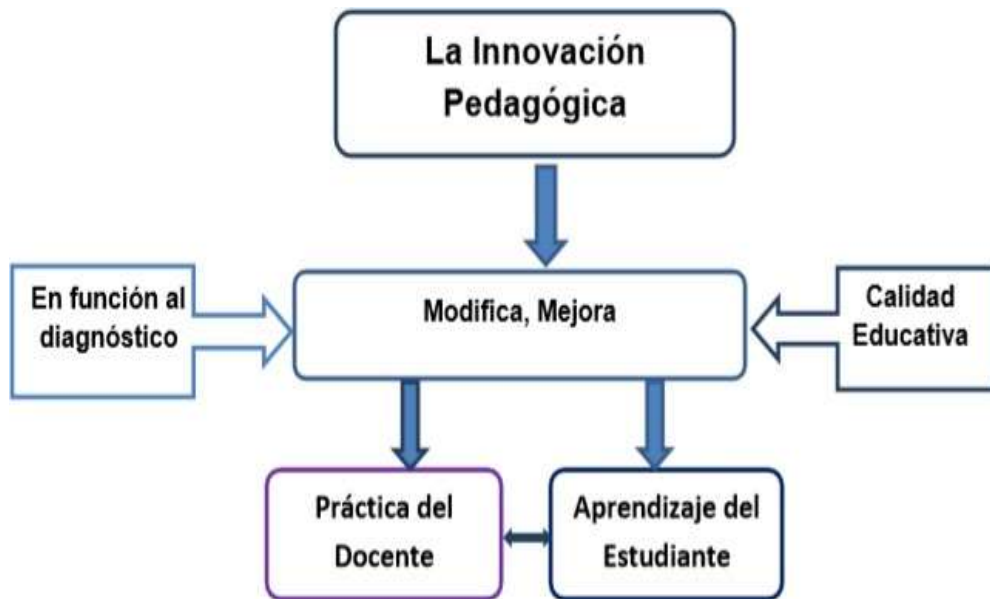 La Innovación
Pedagógica
En función al
diagnóstico
Modifica, Mejora
Calidad
Educativa
Práctica del
Docente
Aprendizaje del
Estudiante